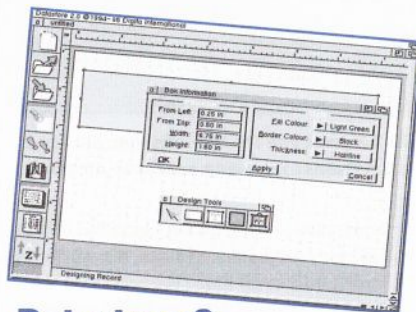 Datastore 2.0 ©1994-96 Digita International
untitled
Box Information
From Left: 0.25 in
From Top: 0.50 in
Width: 4.75 in
Height: 1.60 in
Fill Colour: Light Green
Border Colour: Black
Thickness: Hairline
OK
Apply
Cancel
Design Tools
Z
Designing Record